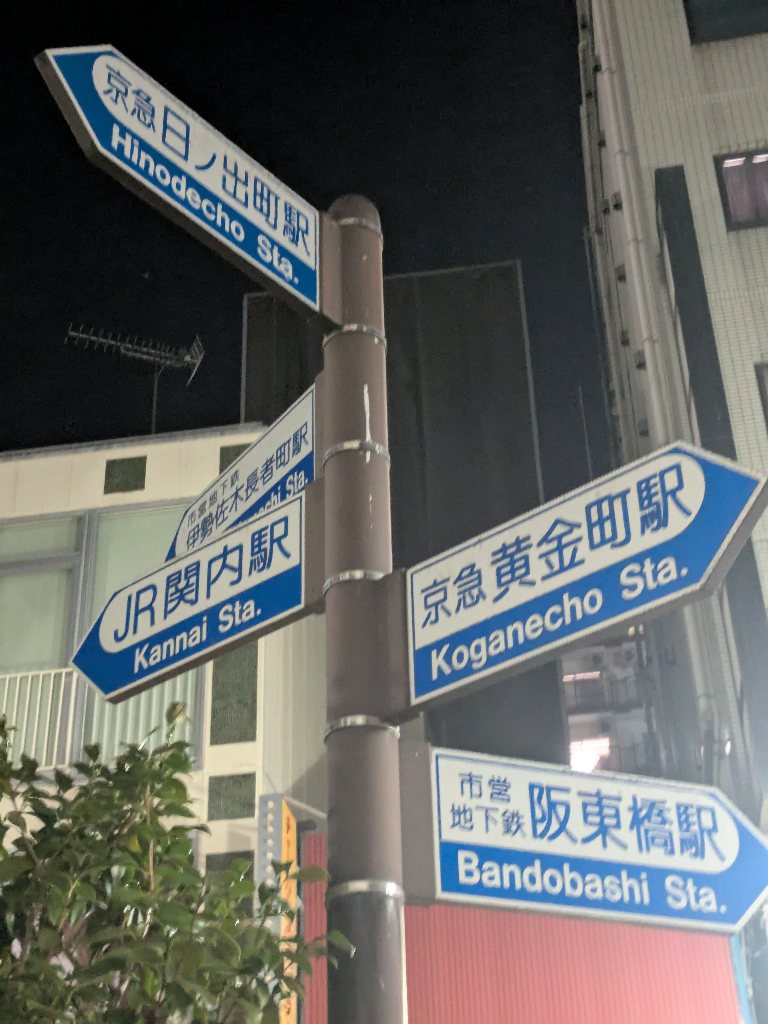 京急日ノ出町駅
Hinodecho Sta.
市営地下鉄
伊勢佐木長者町駅
Sta.
JR関内駅
Kannai Sta.
京急黄金町駅
Koganecho Sta.
市営
地下鉄 阪東橋駅
Bandobashi Sta.